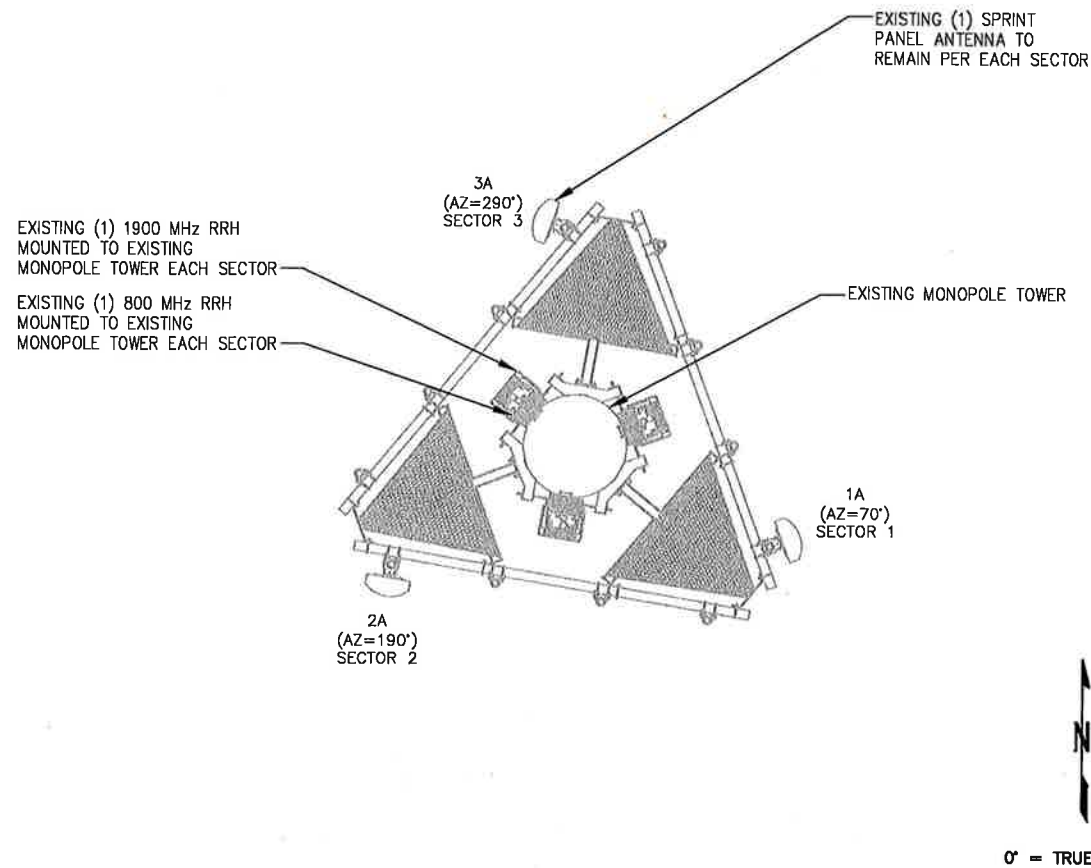 EXISTING (1) SPRINT
PANEL ANTENNA TO
REMAIN PER EACH SECTOR
3A
(AZ=290°)
SECTOR 3
EXISTING (1) 1900 MHz RRH
MOUNTED TO EXISTING
MONOPOLE TOWER EACH SECTOR
EXISTING (1) 800 MHz RRH
MOUNTED TO EXISTING
MONOPOLE TOWER EACH SECTOR
EXISTING MONOPOLE TOWER
1A
(AZ=70°)
SECTOR 1
2A
(AZ=190°)
SECTOR 2
N
0° = TRUE